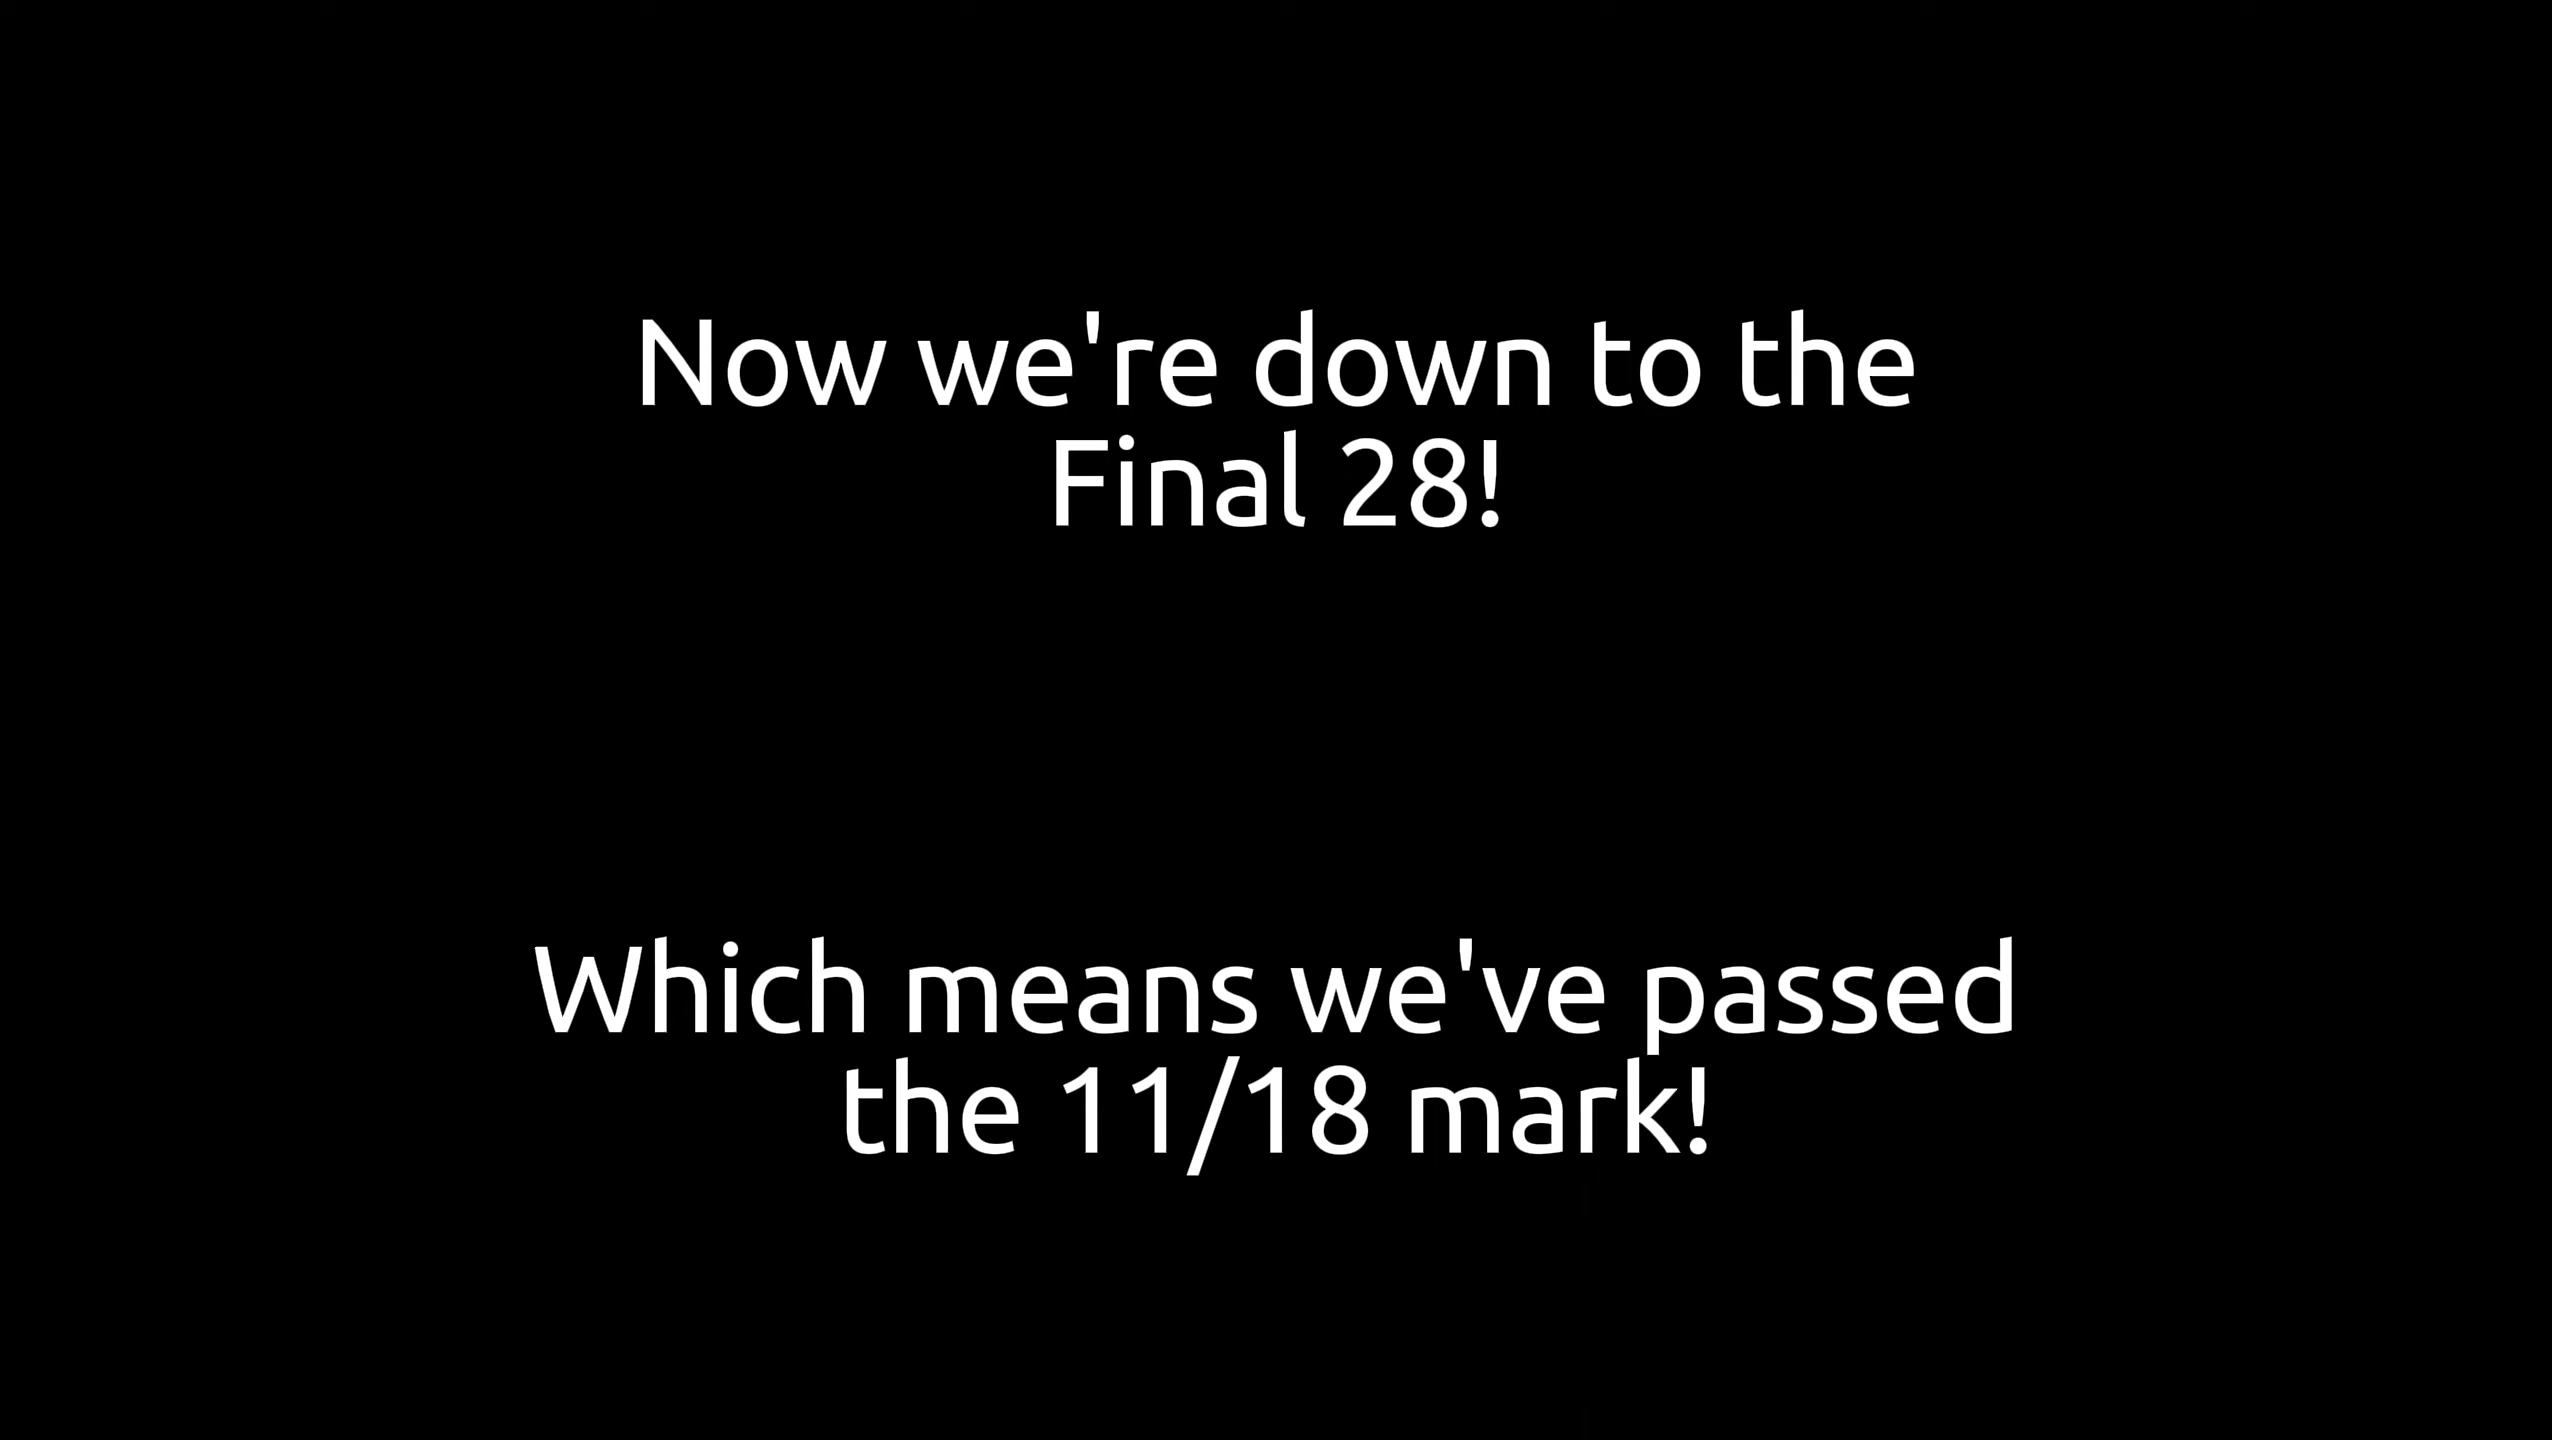 Now we're down to the
Final 28!
Which means we've passed
the 11/18 mark!